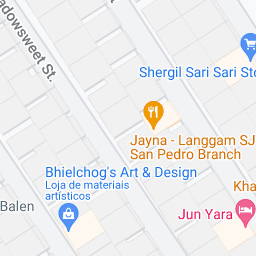 adowsweet St.
Shergil Sari Sari Sto
Jayna - Langgam SJ
San Pedro Branch
Bhielchog's Art & Design
Loja de materiais
artísticos
Kha
Balen
Jun Yara